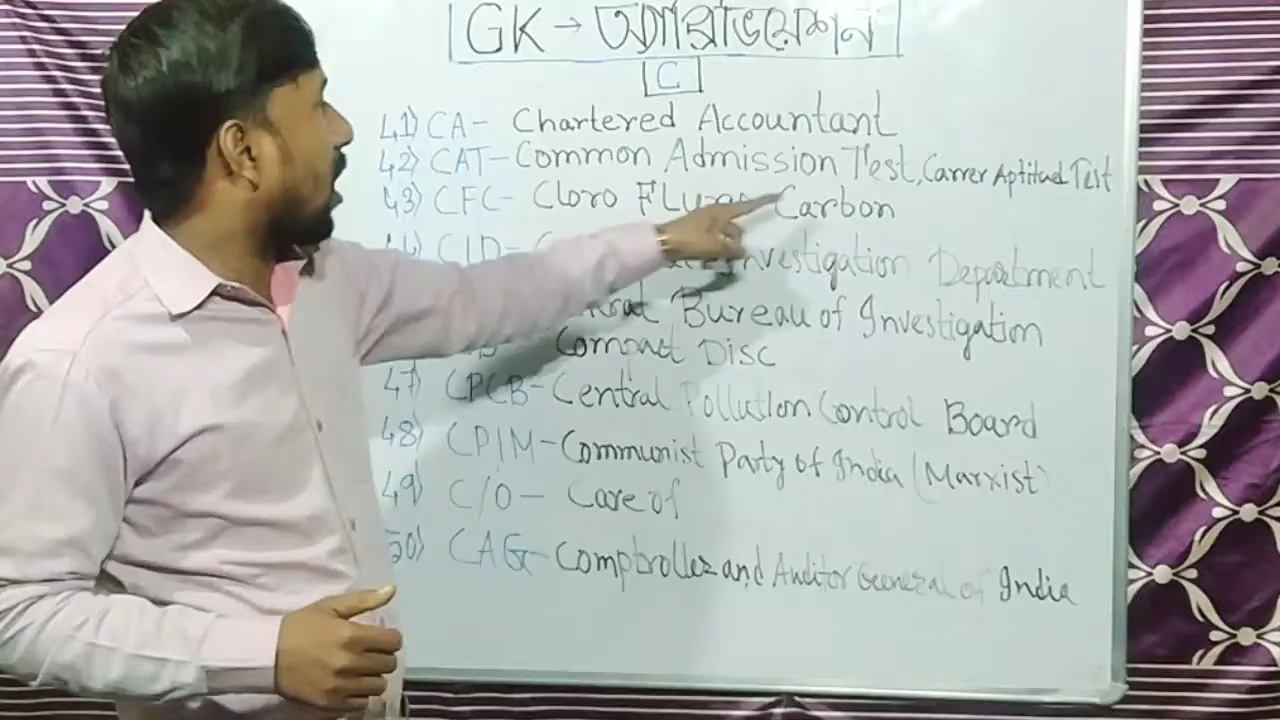 GK → অ্যাব্রিভিয়েশন
C
41) CA- Chartered Accountant
42) CAT- Common Admission Test, Carrer Aptitud Test
43) CFC- Cloro Carbon
CID- Investigation Department
Bureau of Investigation
Compact Disc
47) CPCB- Central Pollution Control Board
48) CPIM- Communist Party of India (Marxist)
49) C/O- Care of
50) CAG- Comptroller and Auditor General of India